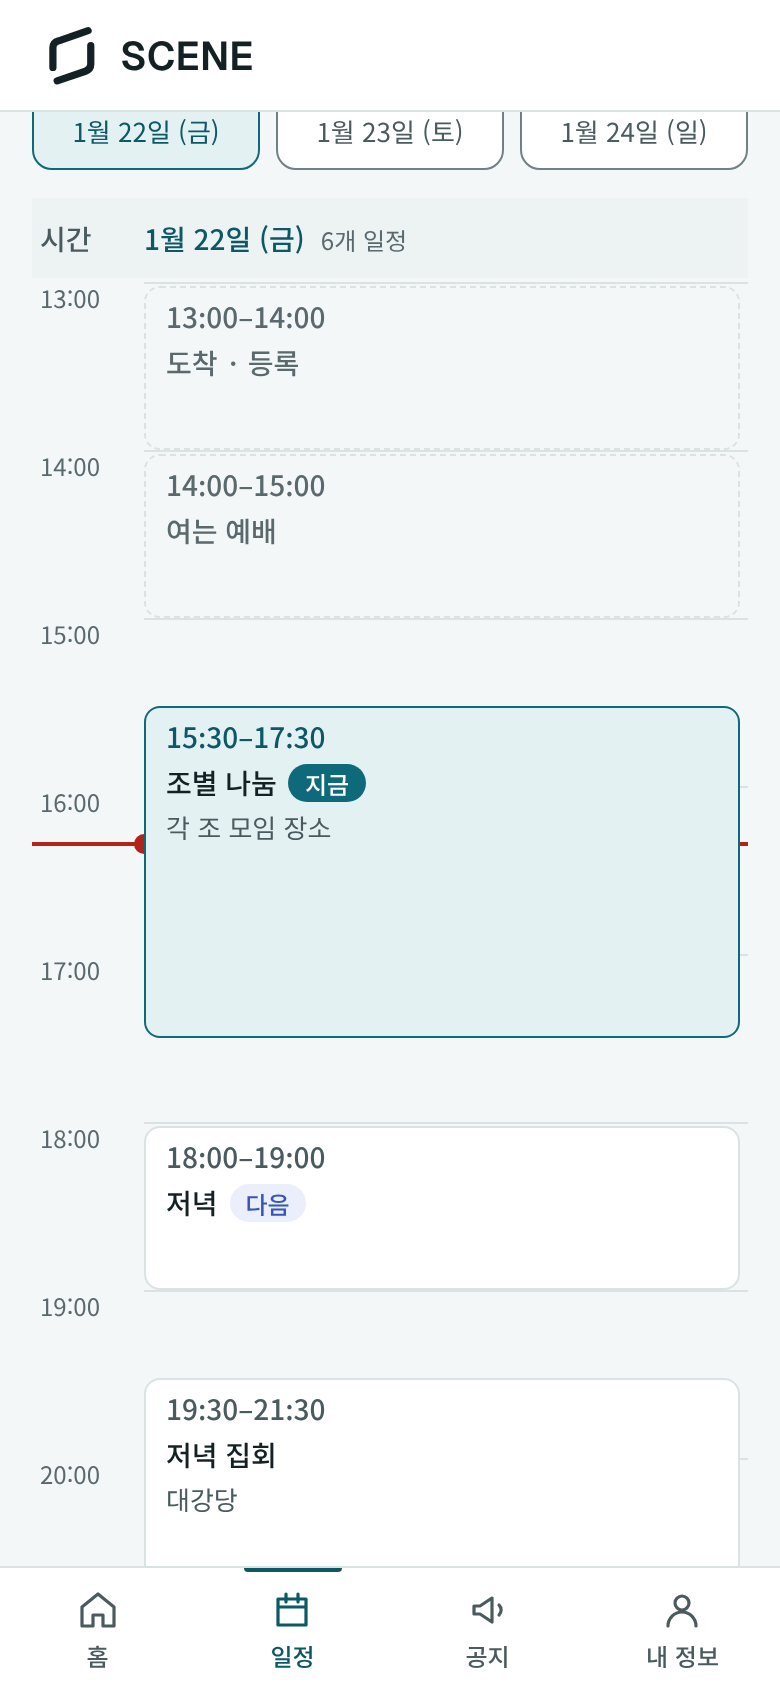 SCENE
1월 22일 (금)
1월 23일 (토)
1월 24일 (일)
시간
1월 22일 (금) 6개 일정
13:00
13:00–14:00
도착 · 등록
14:00
14:00–15:00
여는 예배
15:00
15:30–17:30
조별 나눔 지금
16:00
각 조 모임 장소
17:00
18:00
18:00–19:00
저녁 다음
19:00
19:30–21:30
저녁 집회
20:00
대강당
홈
일정
공지
내 정보